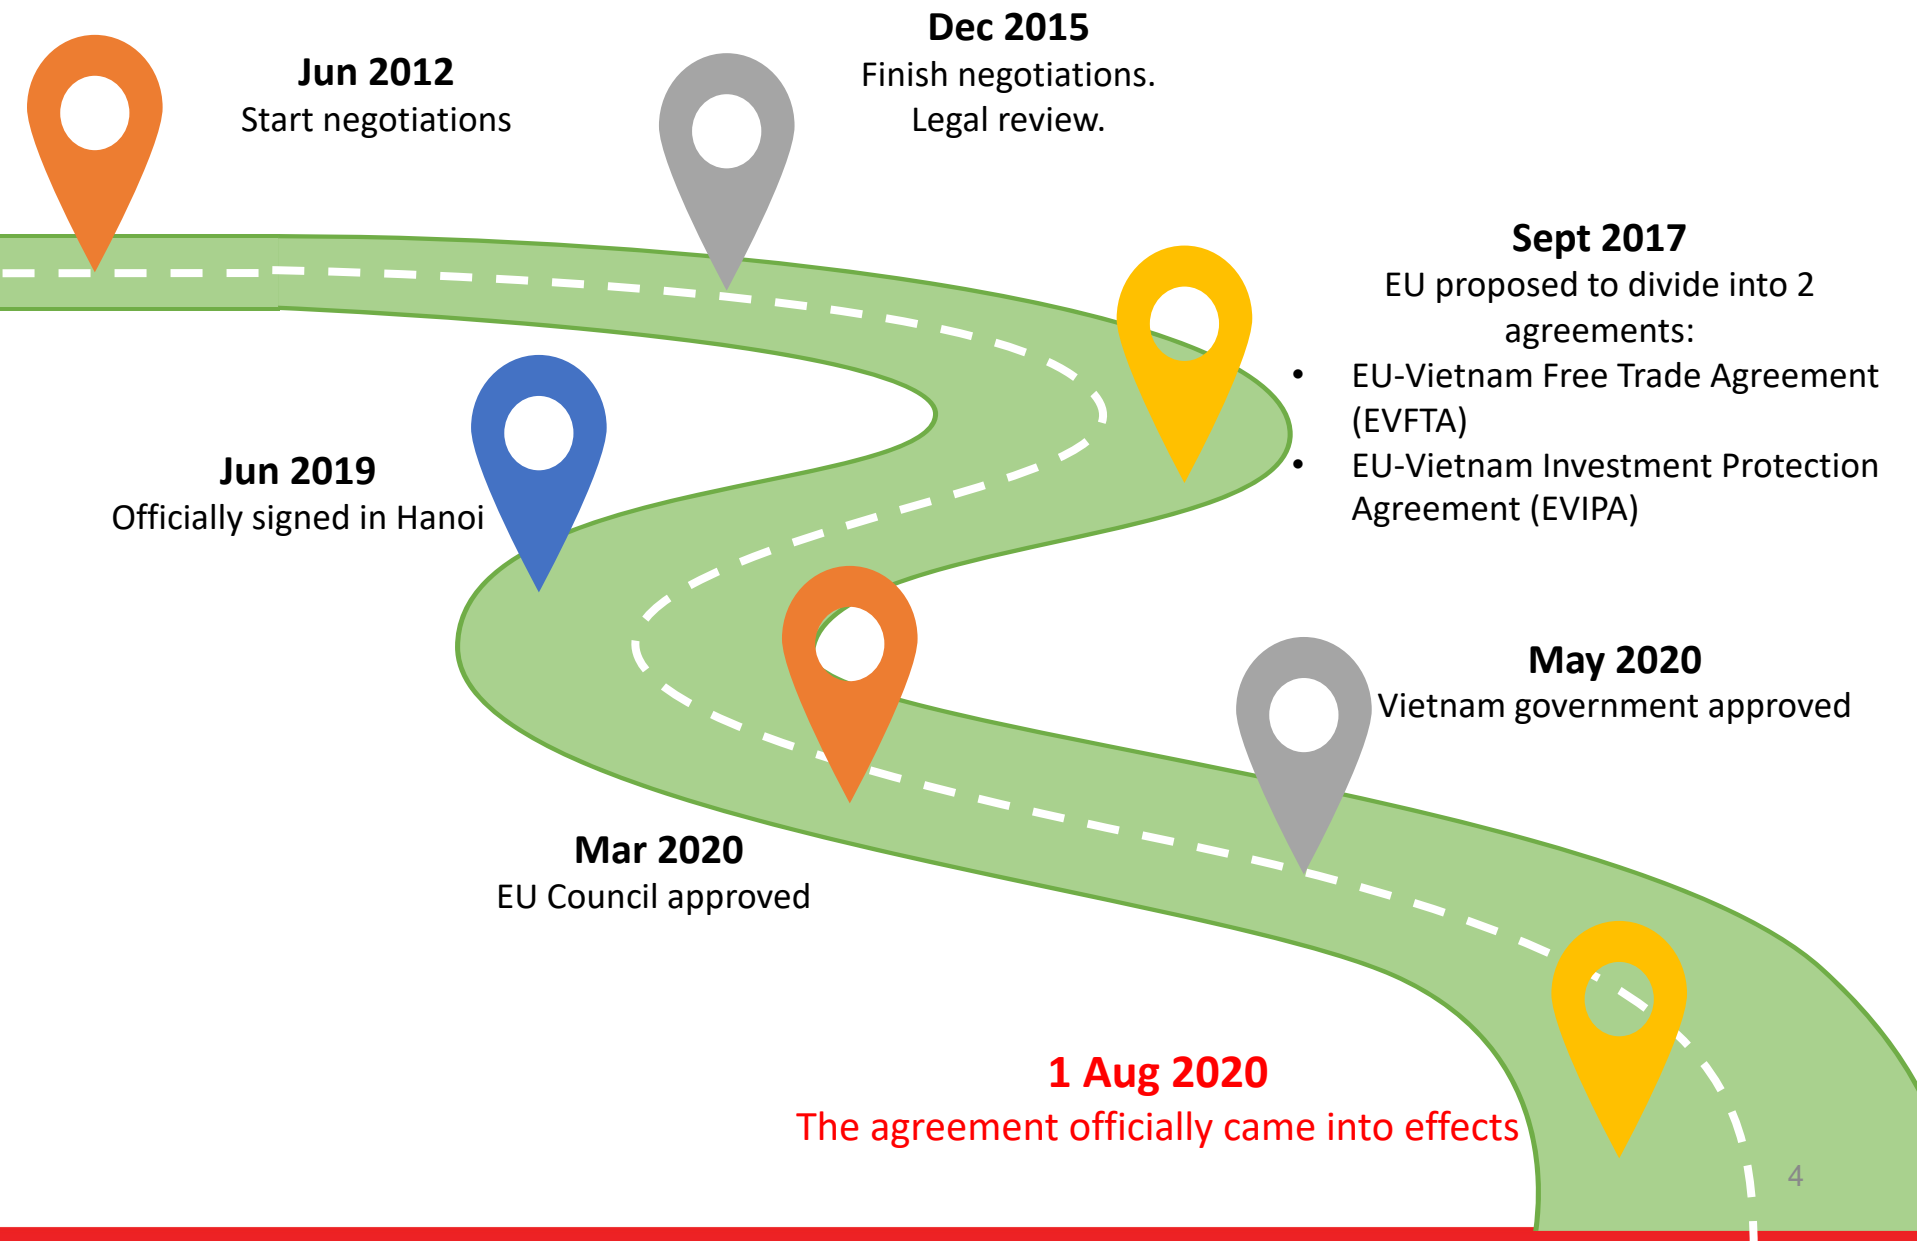 Jun 2012
Start negotiations
Dec 2015
Finish negotiations.
Legal review.
Sept 2017
EU proposed to divide into 2
agreements:
• EU-Vietnam Free Trade Agreement
(EVFTA)
• EU-Vietnam Investment Protection
Agreement (EVIPA)
Jun 2019
Officially signed in Hanoi
Mar 2020
EU Council approved
May 2020
Vietnam government approved
1 Aug 2020
The agreement officially came into effects
4